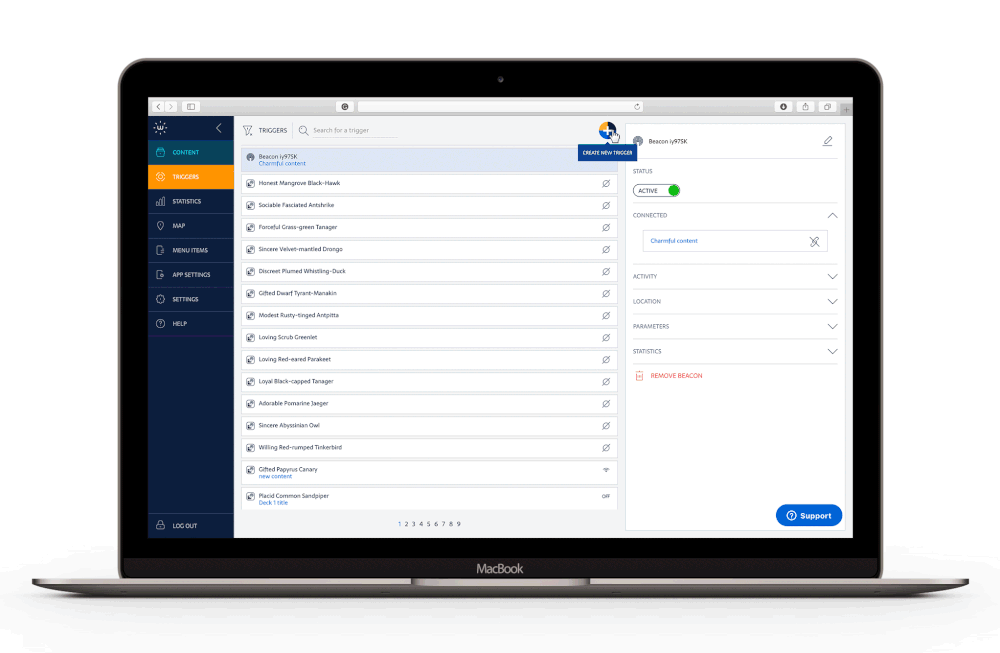 CONTENT
TRIGGERS
STATISTICS
MAP
MENU ITEMS
APP SETTINGS
SETTINGS
HELP
LOG OUT
TRIGGERS
Search for a trigger
CREATE NEW TRIGGER
Beacon iy97SK
Charmful content
Honest Mangrove Black-Hawk
Sociable Fasciated Antshrike
Forceful Grass-green Tanager
Sincere Velvet-mantled Drongo
Discreet Plumed Whistling-Duck
Gifted Dwarf Tyrant-Manakin
Modest Rusty-tinged Antpitta
Loving Scrub Greenlet
Loving Red-eared Parakeet
Loyal Black-capped Tanager
Adorable Pomarine Jaeger
Sincere Abyssinian Owl
Willing Red-rumped Tinkerbird
Gifted Papyrus Canary
new content
Placid Common Sandpiper
Deck 1 title
OFF
1 2 3 4 5 6 7 8 9
Beacon iy97SK
STATUS
ACTIVE
CONNECTED
Charmful content
ACTIVITY
LOCATION
PARAMETERS
STATISTICS
REMOVE BEACON
Support
MacBook